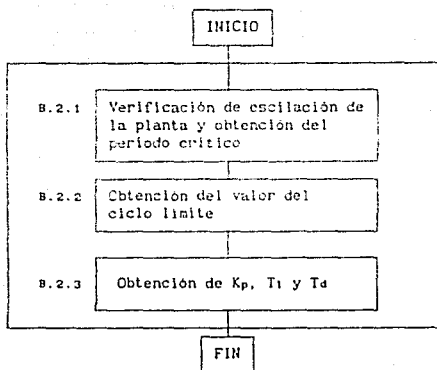 INICIO
B.2.1 Verificación de oscilación de
la planta y obtención del
período crítico
B.2.2 Obtención del valor del
ciclo límite
B.2.3 Obtención de Kp, Ti y Td
FIN